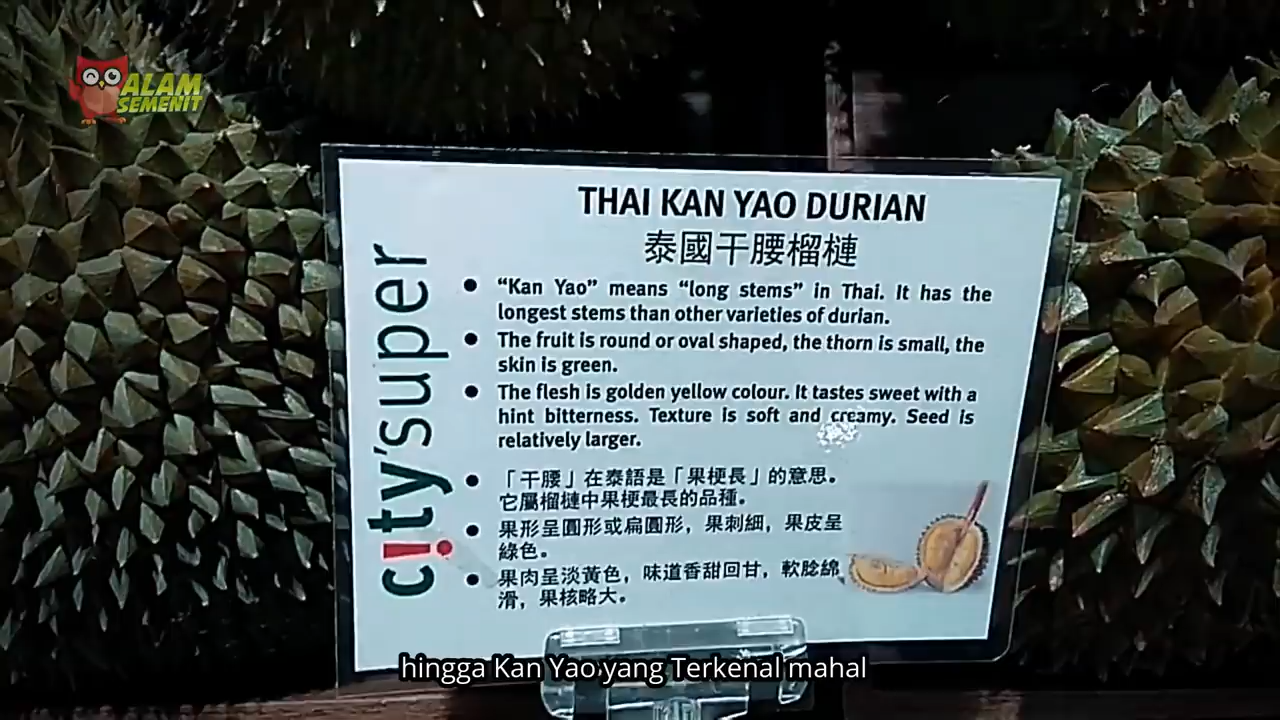 ALAM
SEMENIT
city'super
THAI KAN YAO DURIAN
泰國干腰榴槤
• “Kan Yao” means “long stems” in Thai. It has the
longest stems than other varieties of durian.
• The fruit is round or oval shaped, the thorn is small, the
skin is green.
• The flesh is golden yellow colour. It tastes sweet with a
hint bitterness. Texture is soft and creamy. Seed is
relatively larger.
• 「干腰」在泰語是「果梗長」的意思。
它屬榴槤中果梗最長的品種。
• 果形呈圓形或扁圓形，果刺細，果皮呈
綠色。
• 果肉呈淡黃色，味道香甜回甘，軟腍綿
滑，果核略大。
hingga Kan Yao yang Terkenal mahal